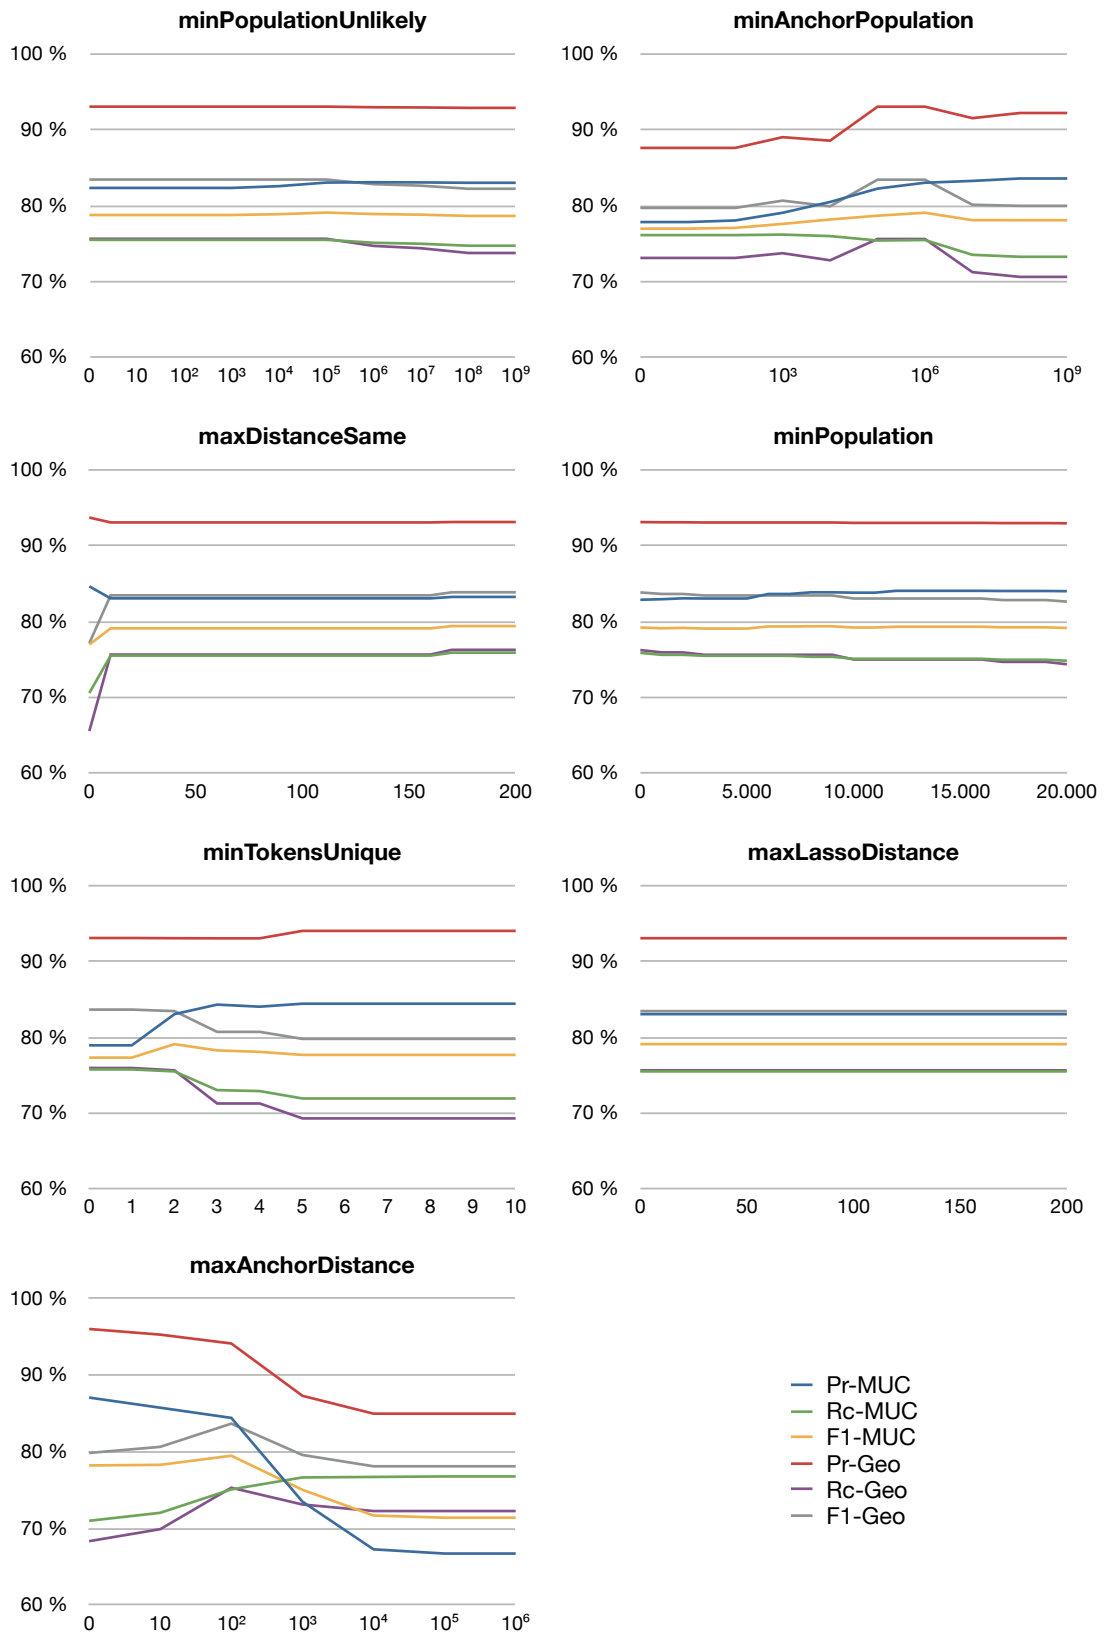 minPopulationUnlikely
100 %
90 %
80 %
70 %
60 %
0 10 10² 10³ 10⁴ 10⁵ 10⁶ 10⁷ 10⁸ 10⁹
minAnchorPopulation
100 %
90 %
80 %
70 %
60 %
0 10³ 10⁶ 10⁹
maxDistanceSame
100 %
90 %
80 %
70 %
60 %
0 50 100 150 200
minPopulation
100 %
90 %
80 %
70 %
60 %
0 5.000 10.000 15.000 20.000
minTokensUnique
100 %
90 %
80 %
70 %
60 %
0 1 2 3 4 5 6 7 8 9 10
maxLassoDistance
100 %
90 %
80 %
70 %
60 %
0 50 100 150 200
maxAnchorDistance
100 %
90 %
80 %
70 %
60 %
0 10 10² 10³ 10⁴ 10⁵ 10⁶
Pr-MUC
Rc-MUC
F1-MUC
Pr-Geo
Rc-Geo
F1-Geo